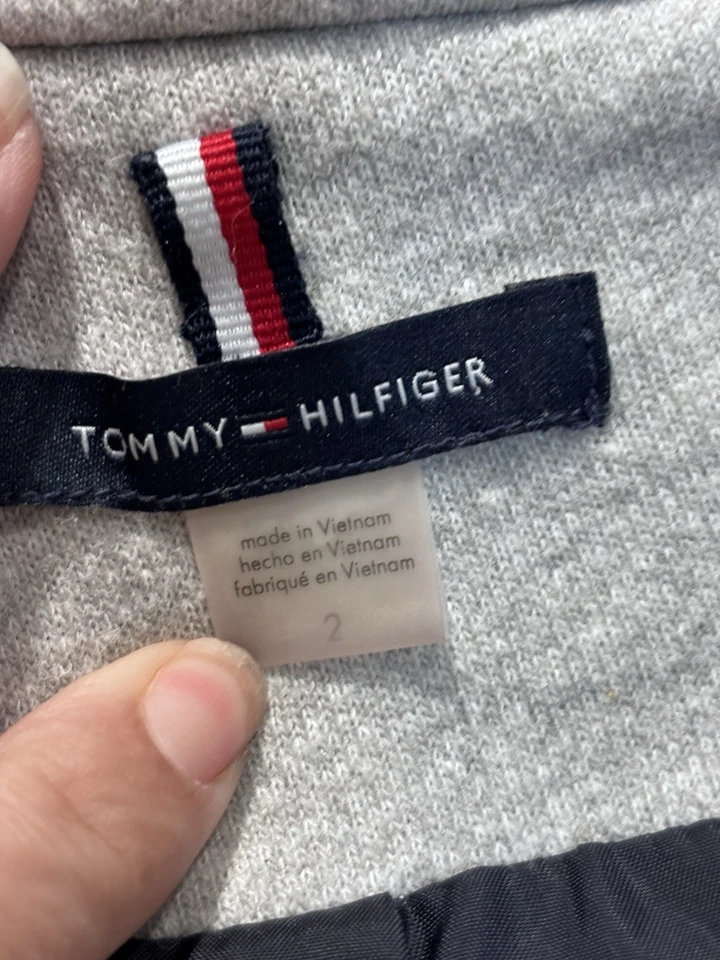 TOMMY HILFIGER
made in Vietnam
hecho en Vietnam
fabriqué en Vietnam
2